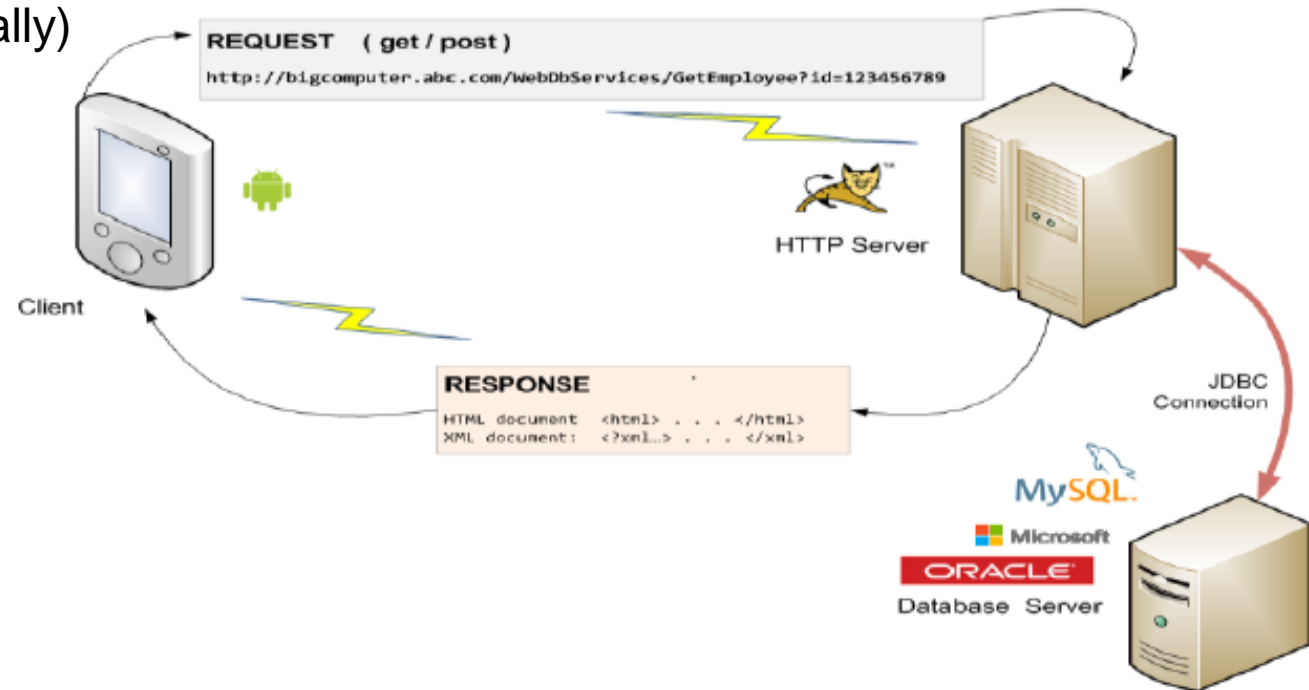 ally)
REQUEST ( get / post )
http://bigcomputer.abc.com/WebDbServices/GetEmployee?id=123456789
TM
HTTP Server
Client
RESPONSE
HTML document <html> . . . </html>
XML document: <?xml…> . . . </xml>
JDBC
Connection
MySQL.
Microsoft
ORACLE
Database Server